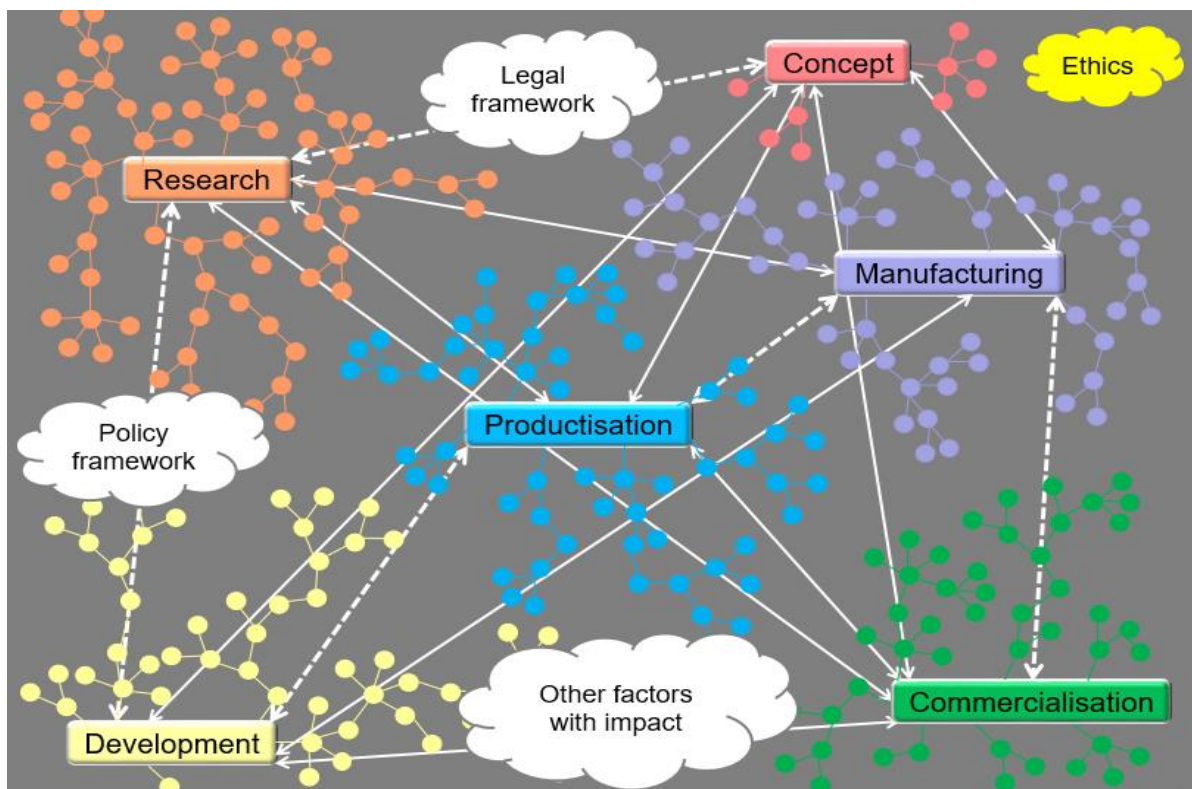 Legal
framework
Concept
Ethics
Research
Manufacturing
Productisation
Policy
framework
Other factors
with impact
Commercialisation
Development